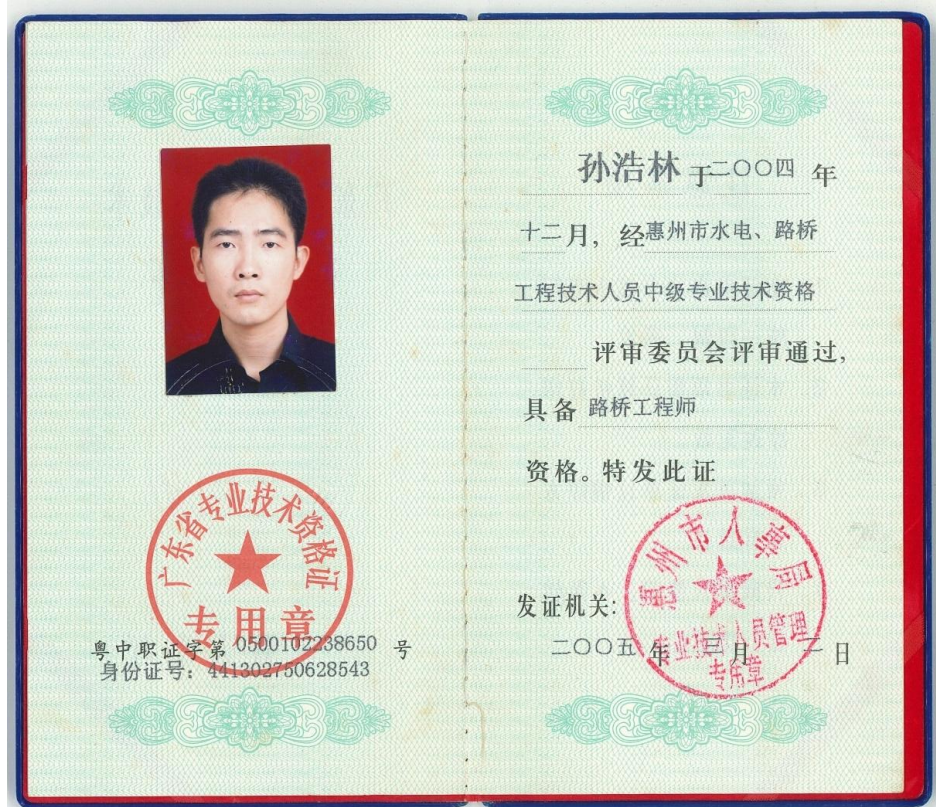 广东省专业技术资格证
专用章
粤中职证字第 0500102238650 号
身份证号：441302750628543
孙浩林 于二〇〇四 年
十二月，经惠州市水电、路桥
工程技术人员中级专业技术资格
评审委员会评审通过，
具备 路桥工程师
资格。特发此证
惠州市人事局
专业技术人员管理
专用章
发证机关：
二〇〇五 年 三 月 二 日